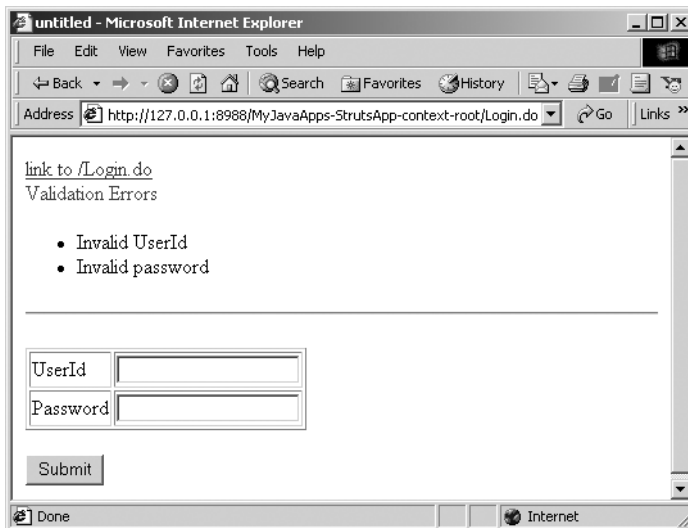 untitled - Microsoft Internet Explorer
File Edit View Favorites Tools Help
Back Search Favorites History
Address http://127.0.0.1:8988/MyJavaApps-StrutsApp-context-root/Login.do Go Links »
link to /Login.do
Validation Errors
• Invalid UserId
• Invalid password
UserId
Password
Submit
Done Internet